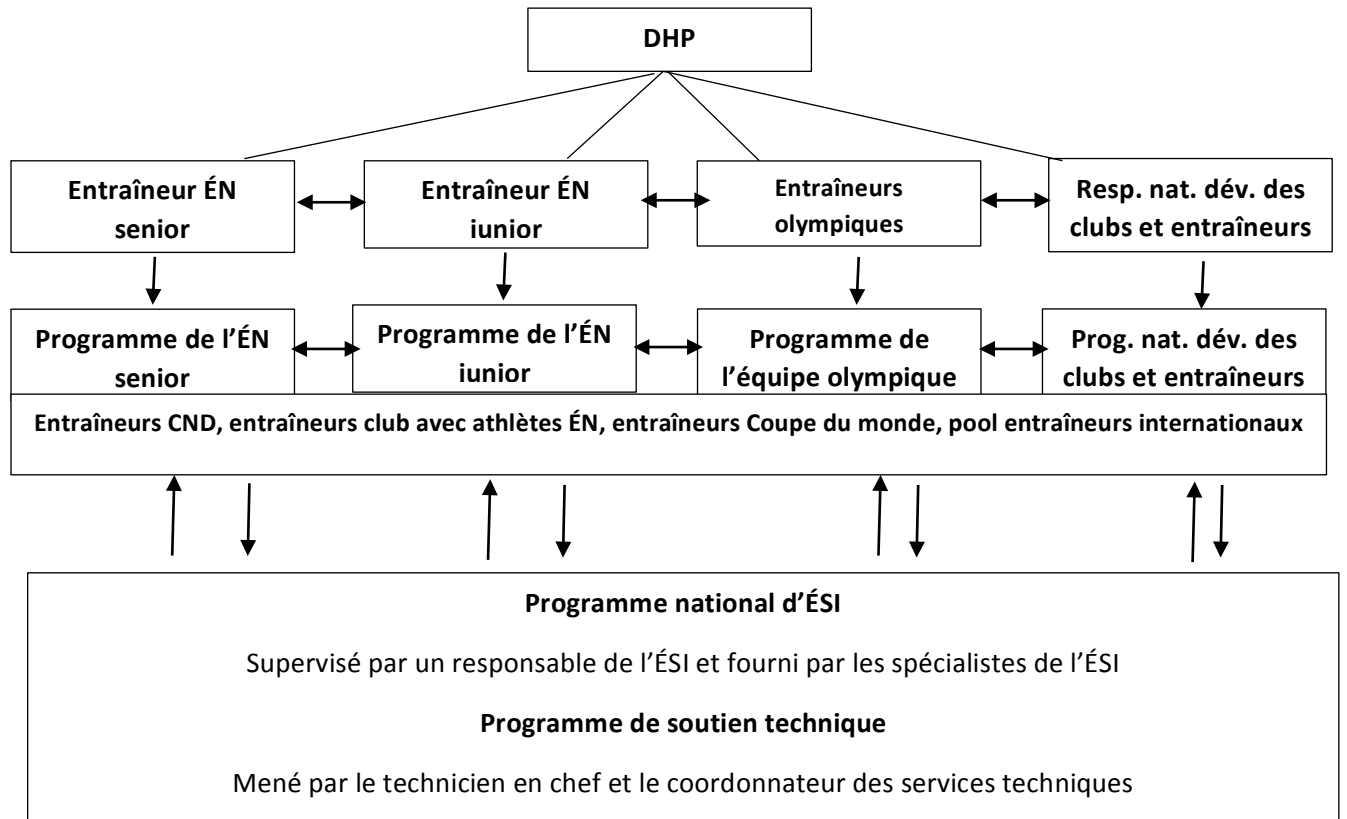 DHP
Entraîneur ÉN
senior
Entraîneur ÉN
iunior
Entraîneurs
olympiques
Resp. nat. dév. des
clubs et entraîneurs
Programme de l’ÉN
senior
Programme de l’ÉN
iunior
Programme de
l’équipe olympique
Prog. nat. dév. des
clubs et entraîneurs
Entraîneurs CND, entraîneurs club avec athlètes ÉN, entraîneurs Coupe du monde, pool entraîneurs internationaux
Programme national d’ÉSI
Supervisé par un responsable de l’ÉSI et fourni par les spécialistes de l’ÉSI
Programme de soutien technique
Mené par le technicien en chef et le coordonnateur des services techniques